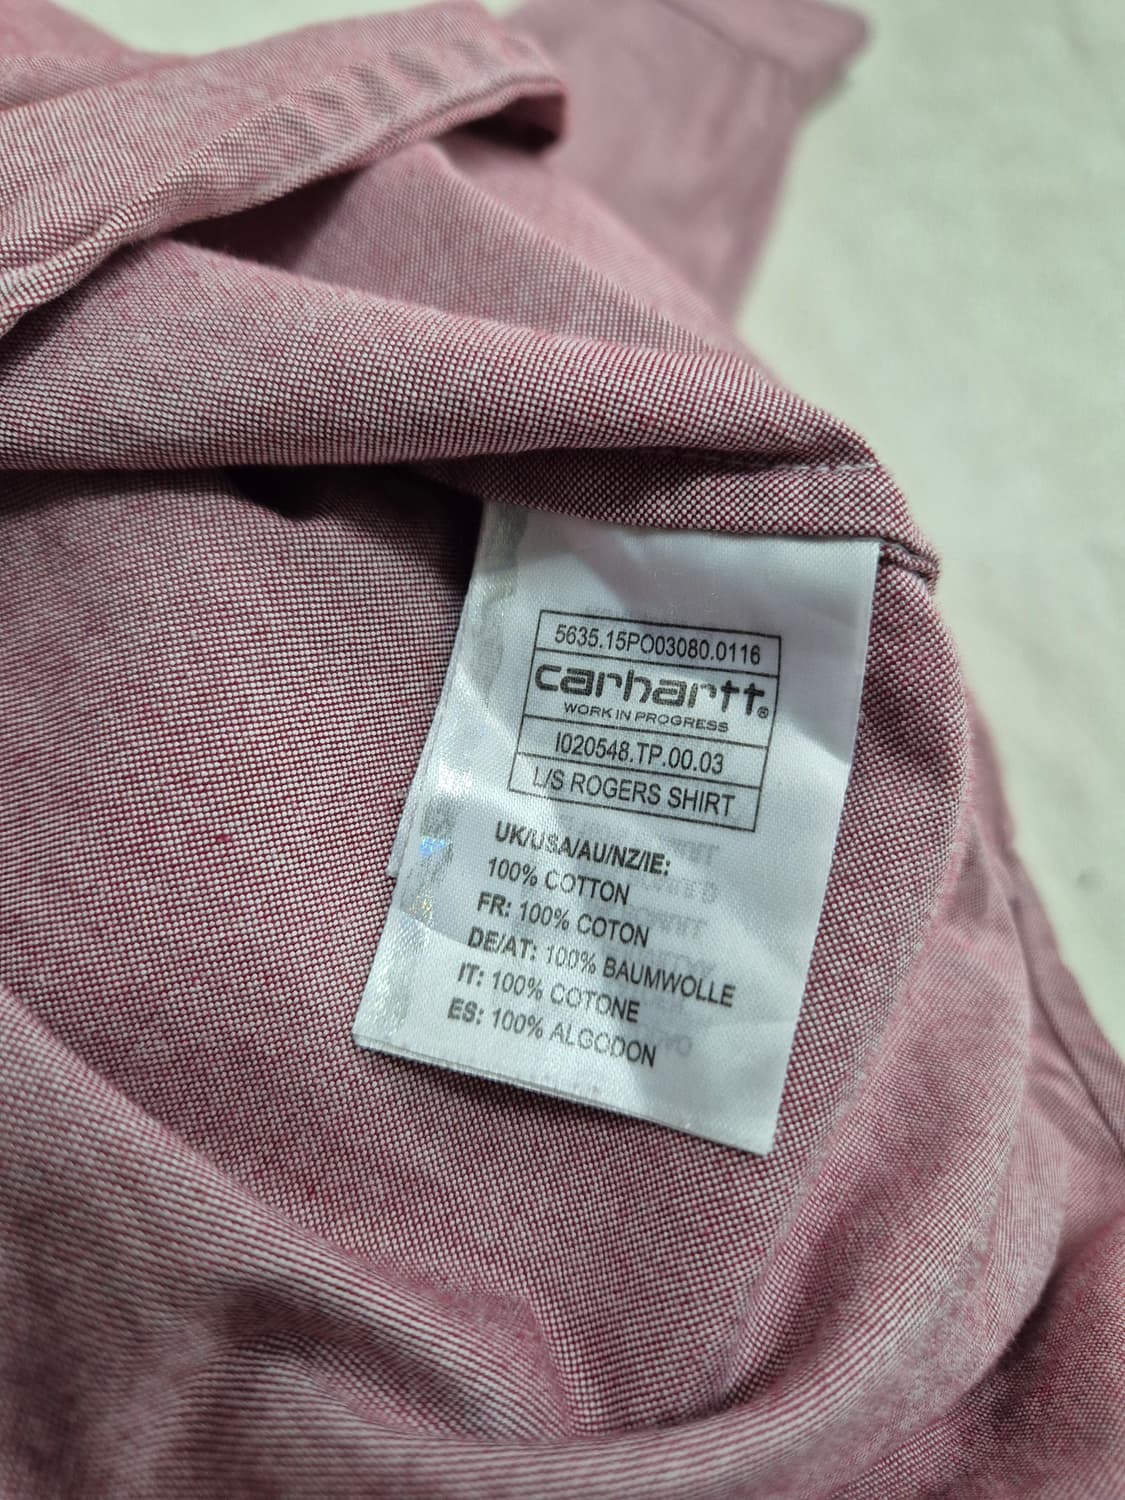 5635.15PO03080.0116
carhartt®
WORK IN PROGRESS
I020548.TP.00.03
L/S ROGERS SHIRT
UK/USA/AU/NZ/IE:
100% COTTON
FR: 100% COTON
DE/AT: 100% BAUMWOLLE
IT: 100% COTONE
ES: 100% ALGODON